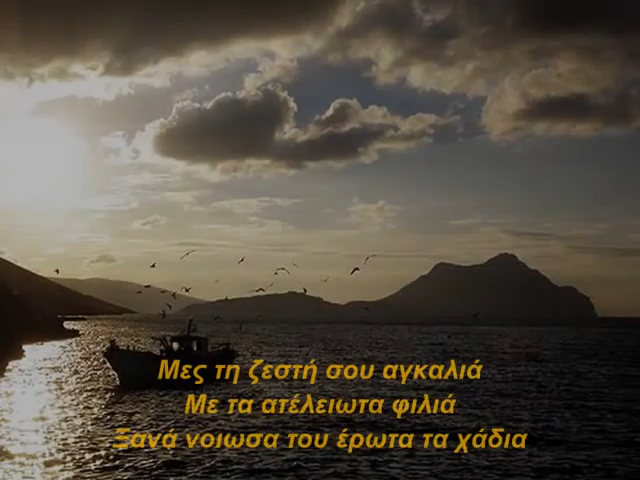 Μες τη ζεστή σου αγκαλιά
Με τα ατέλειωτα φιλιά
Ξανά νοιωσα του έρωτα τα χάδια